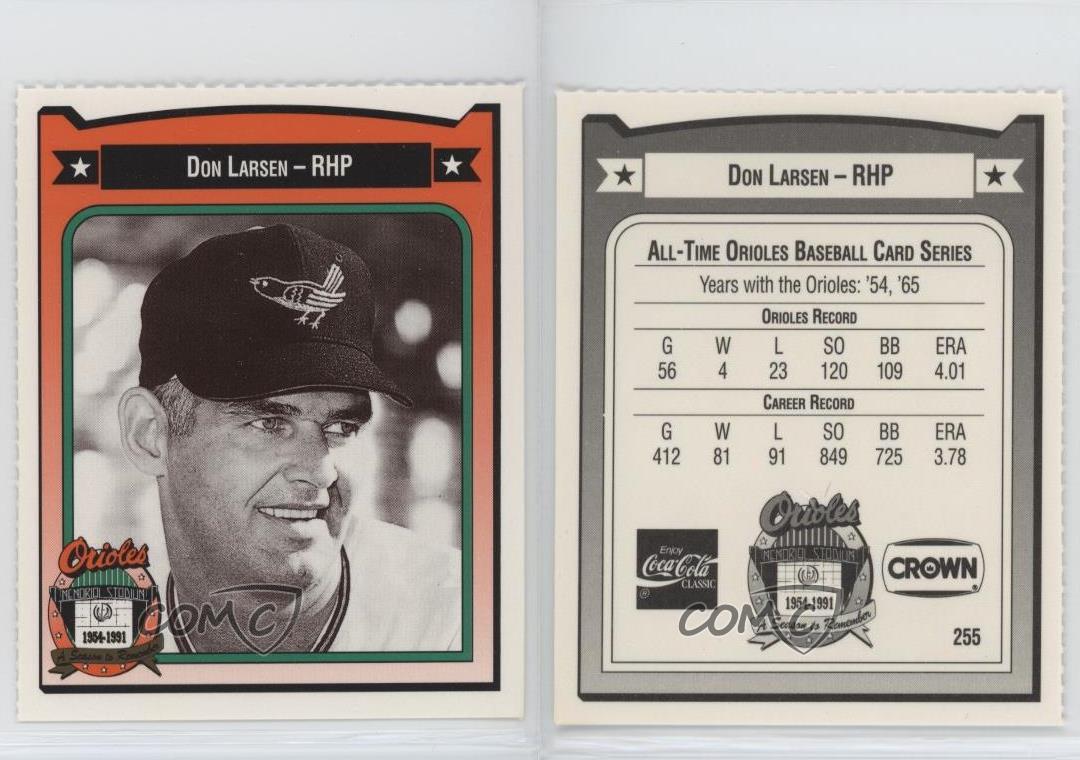 DON LARSEN – RHP
Orioles
MEMORIAL STADIUM
1954-1991
A Season to Remember
COMC
DON LARSEN – RHP
ALL-TIME ORIOLES BASEBALL CARD SERIES
Years with the Orioles: '54, '65
ORIOLES RECORD
G W L SO BB ERA
56 4 23 120 109 4.01
CAREER RECORD
G W L SO BB ERA
412 81 91 849 725 3.78
Orioles
MEMORIAL STADIUM
1954-1991
A Season to Remember
Enjoy
Coca-Cola
CLASSIC
®
CROWN
®
COMC
255